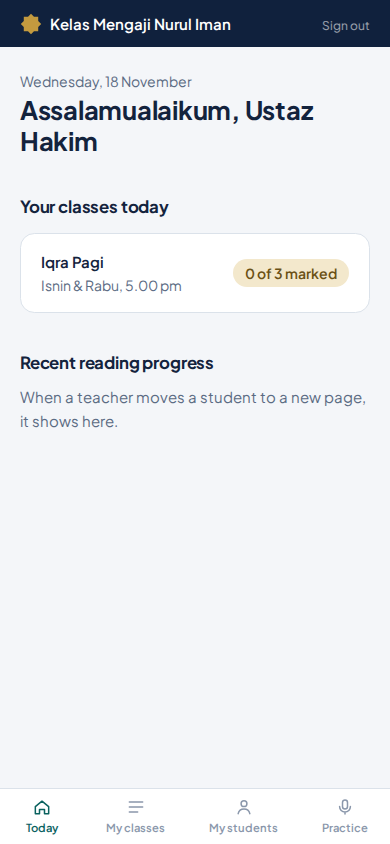 Kelas Mengaji Nurul Iman
Sign out
Wednesday, 18 November
Assalamualaikum, Ustaz
Hakim
Your classes today
Iqra Pagi
0 of 3 marked
Isnin & Rabu, 5.00 pm
Recent reading progress
When a teacher moves a student to a new page,
it shows here.
Today
My classes
My students
Practice